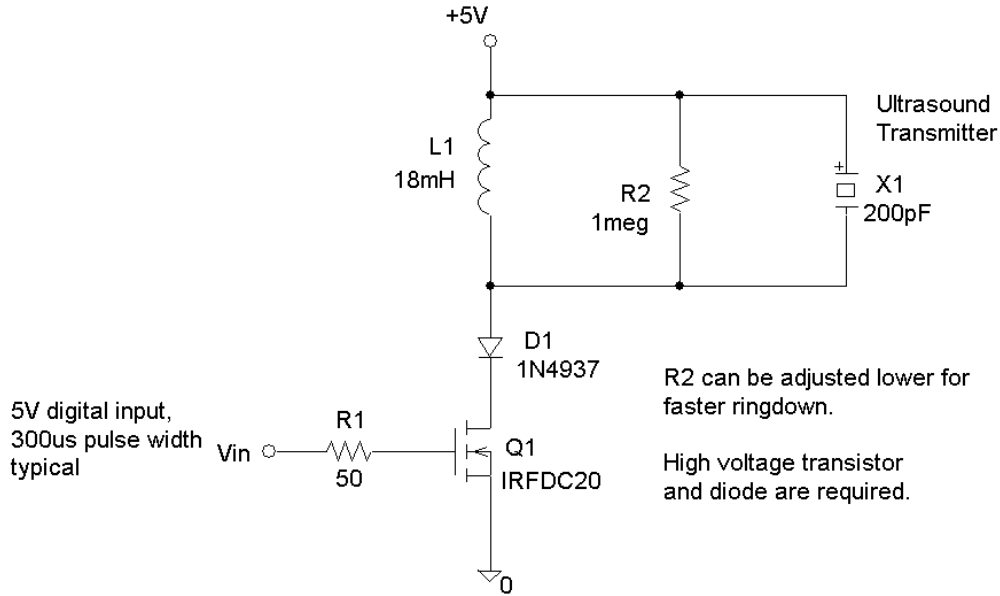 +5V
Ultrasound
Transmitter
L1
18mH
R2
1meg
+
X1
200pF
D1
1N4937
R2 can be adjusted lower for
faster ringdown.
5V digital input,
300us pulse width
typical
Vin
R1
50
Q1
IRFDC20
High voltage transistor
and diode are required.
0